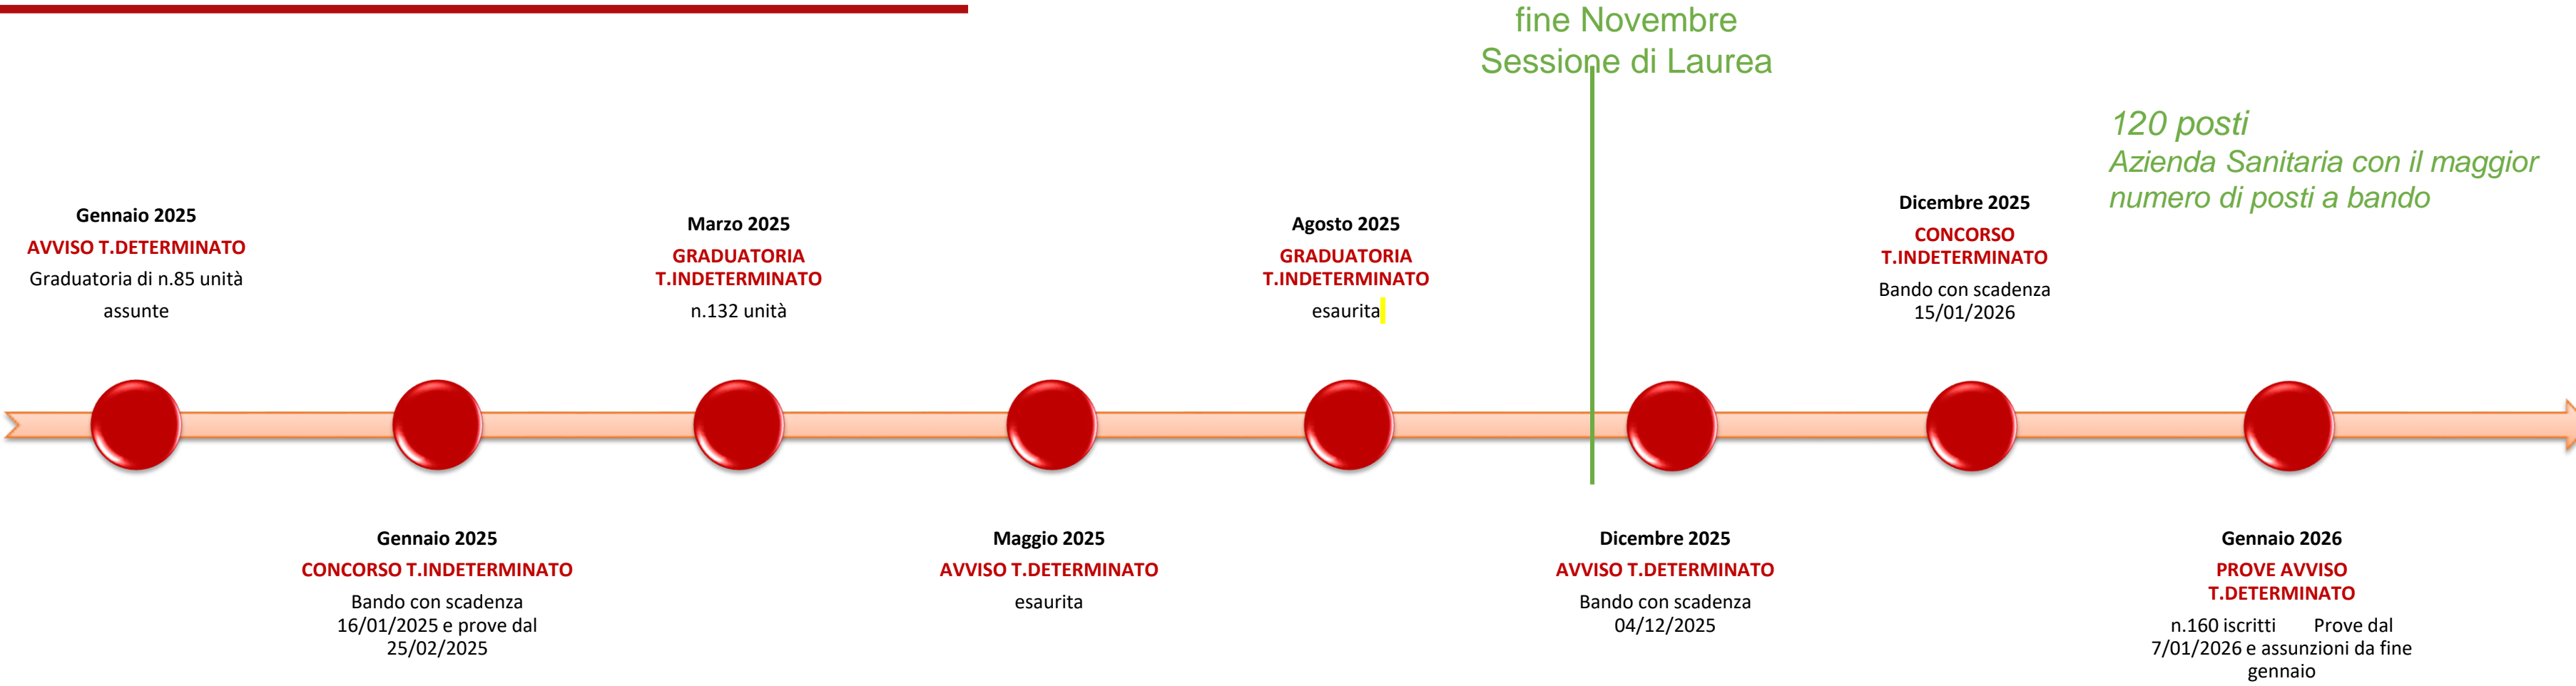 fine Novembre
Sessione di Laurea
120 posti
Azienda Sanitaria con il maggior
numero di posti a bando
Gennaio 2025
AVVISO T.DETERMINATO
Graduatoria di n.85 unità
assunte
Marzo 2025
GRADUATORIA
T.INDETERMINATO
n.132 unità
Agosto 2025
GRADUATORIA
T.INDETERMINATO
esaurita
Dicembre 2025
CONCORSO
T.INDETERMINATO
Bando con scadenza
15/01/2026
Gennaio 2025
CONCORSO T.INDETERMINATO
Bando con scadenza
16/01/2025 e prove dal
25/02/2025
Maggio 2025
AVVISO T.DETERMINATO
esaurita
Dicembre 2025
AVVISO T.DETERMINATO
Bando con scadenza
04/12/2025
Gennaio 2026
PROVE AVVISO
T.DETERMINATO
n.160 iscritti Prove dal
7/01/2026 e assunzioni da fine
gennaio